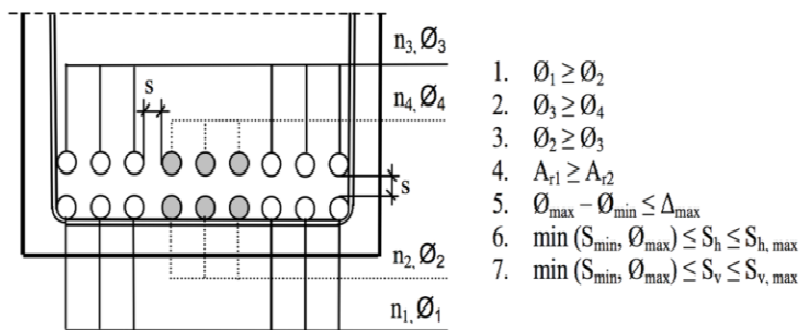 n₃, Ø₃
s
n₄, Ø₄
s
n₂, Ø₂
n₁, Ø₁
1. Ø₁ ≥ Ø₂
2. Ø₃ ≥ Ø₄
3. Ø₂ ≥ Ø₃
4. Aᵣ₁ ≥ Aᵣ₂
5. Ømax – Ømin ≤ Δmax
6. min (Smin, Ømax) ≤ Sh ≤ Sh, max
7. min (Smin, Ømax) ≤ Sv ≤ Sv, max